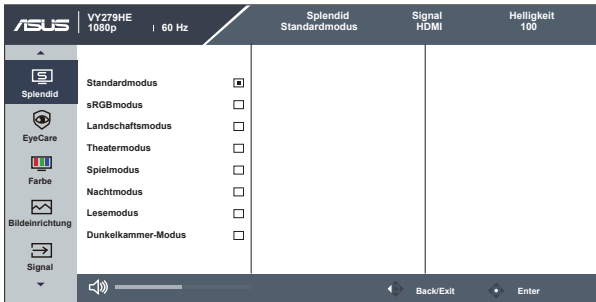 ASUS
VY279HE
1080p 60 Hz
Splendid
Standardmodus
Signal
HDMI
Helligkeit
100
Splendid
EyeCare
Farbe
Bildeinrichtung
Signal
Standardmodus
sRGBmodus
Landschaftsmodus
Theatermodus
Spielmodus
Nachtmodus
Lesemodus
Dunkelkammer-Modus
Back/Exit
Enter